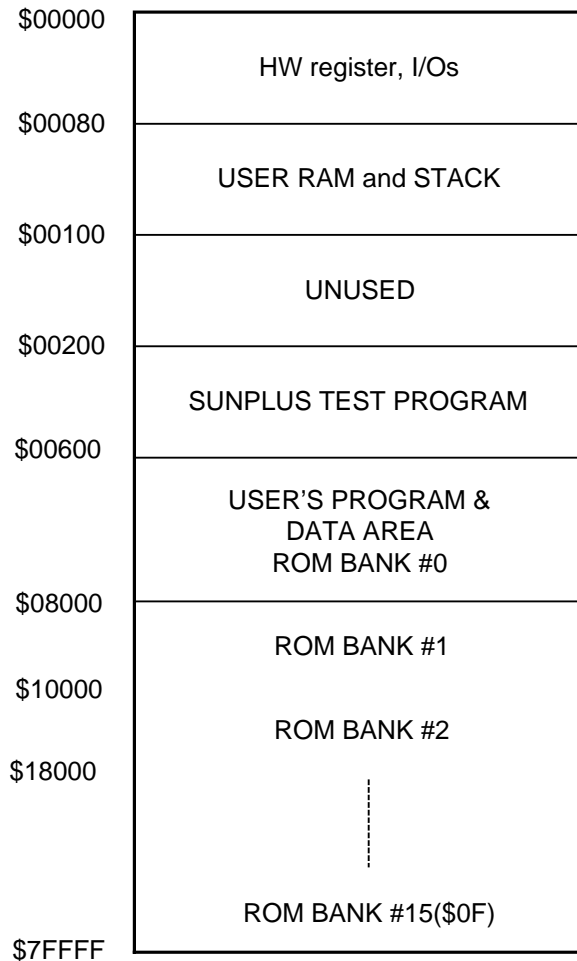 $00000
HW register, I/Os
$00080
USER RAM and STACK
$00100
UNUSED
$00200
SUNPLUS TEST PROGRAM
$00600
USER’S PROGRAM &
DATA AREA
ROM BANK #0
$08000
ROM BANK #1
$10000
ROM BANK #2
$18000
ROM BANK #15($0F)
$7FFFF